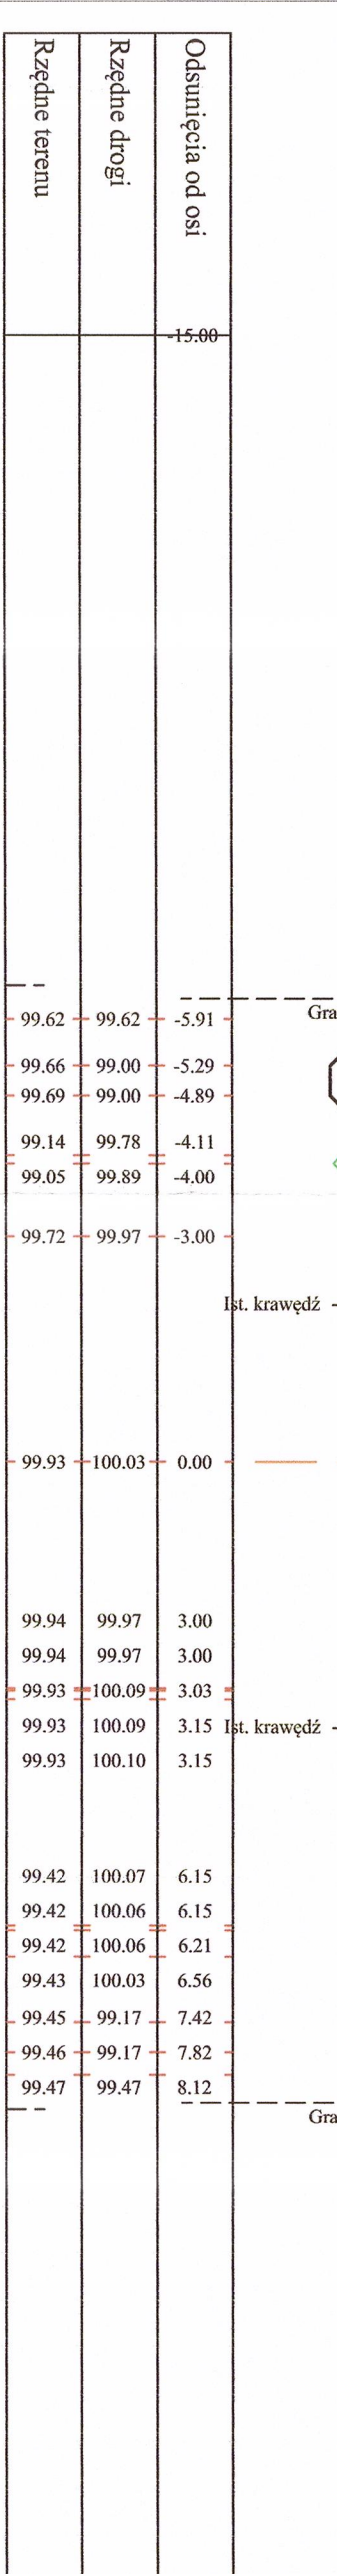 Rzędne terenu Rzędne drogi Odsunięcia od osi
-15.00
99.62 99.62 -5.91
Gra
99.66 99.00 -5.29
99.69 99.00 -4.89
99.14 99.78 -4.11
99.05 99.89 -4.00
99.72 99.97 -3.00
Ist. krawędź
99.93 100.03 0.00
99.94 99.97 3.00
99.94 99.97 3.00
99.93 100.09 3.03
99.93 100.09 3.15 Ist. krawędź
99.93 100.10 3.15
99.42 100.07 6.15
99.42 100.06 6.15
99.42 100.06 6.21
99.43 100.03 6.56
99.45 99.17 7.42
99.46 99.17 7.82
99.47 99.47 8.12
Gra